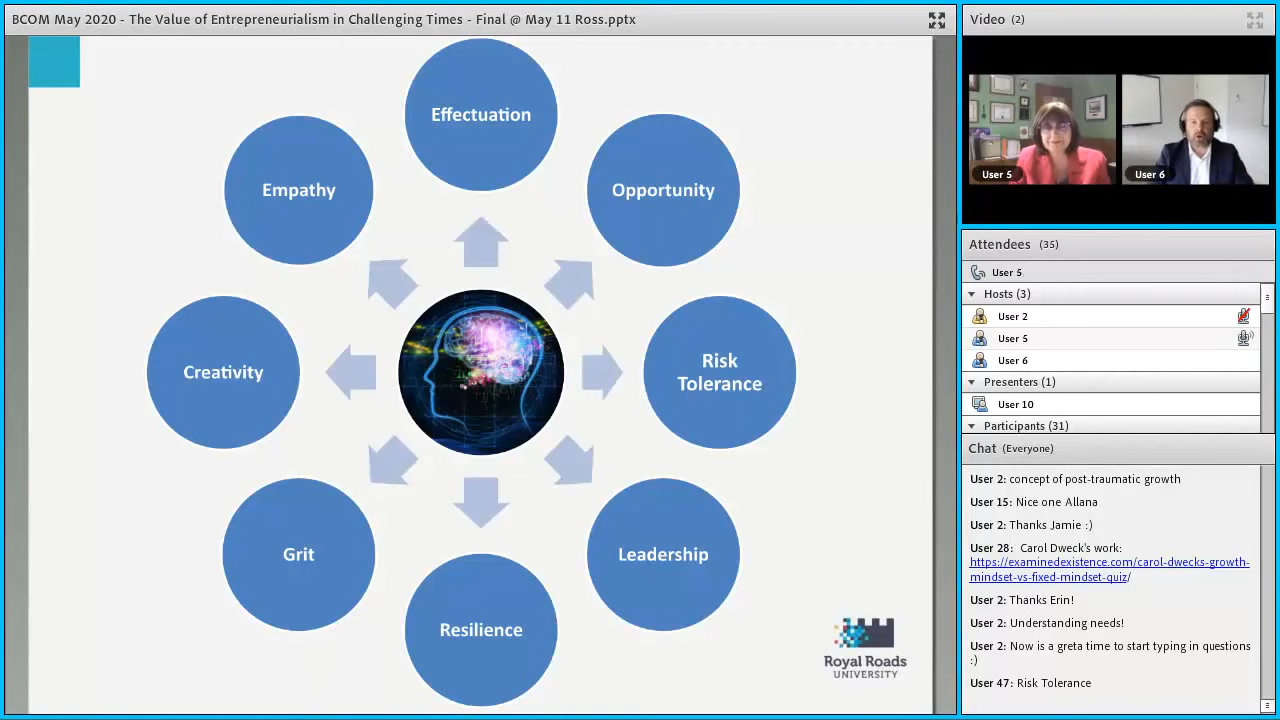 BCOM May 2020 - The Value of Entrepreneurialism in Challenging Times - Final @ May 11 Ross.pptx
Effectuation
Empathy
Opportunity
Creativity
Risk
Tolerance
Grit
Leadership
Resilience
Royal Roads
UNIVERSITY
Video (2)
User 5
User 6
Attendees (35)
User 5
Hosts (3)
User 2
User 5
User 6
Presenters (1)
User 10
Participants (31)
Chat (Everyone)
User 2: concept of post-traumatic growth
User 15: Nice one Allana
User 2: Thanks Jamie :)
User 28: Carol Dweck's work:
https://examinedexistence.com/carol-dwecks-growth-
mindset-vs-fixed-mindset-quiz/
User 2: Thanks Erin!
User 2: Understanding needs!
User 2: Now is a greta time to start typing in questions
:)
User 47: Risk Tolerance